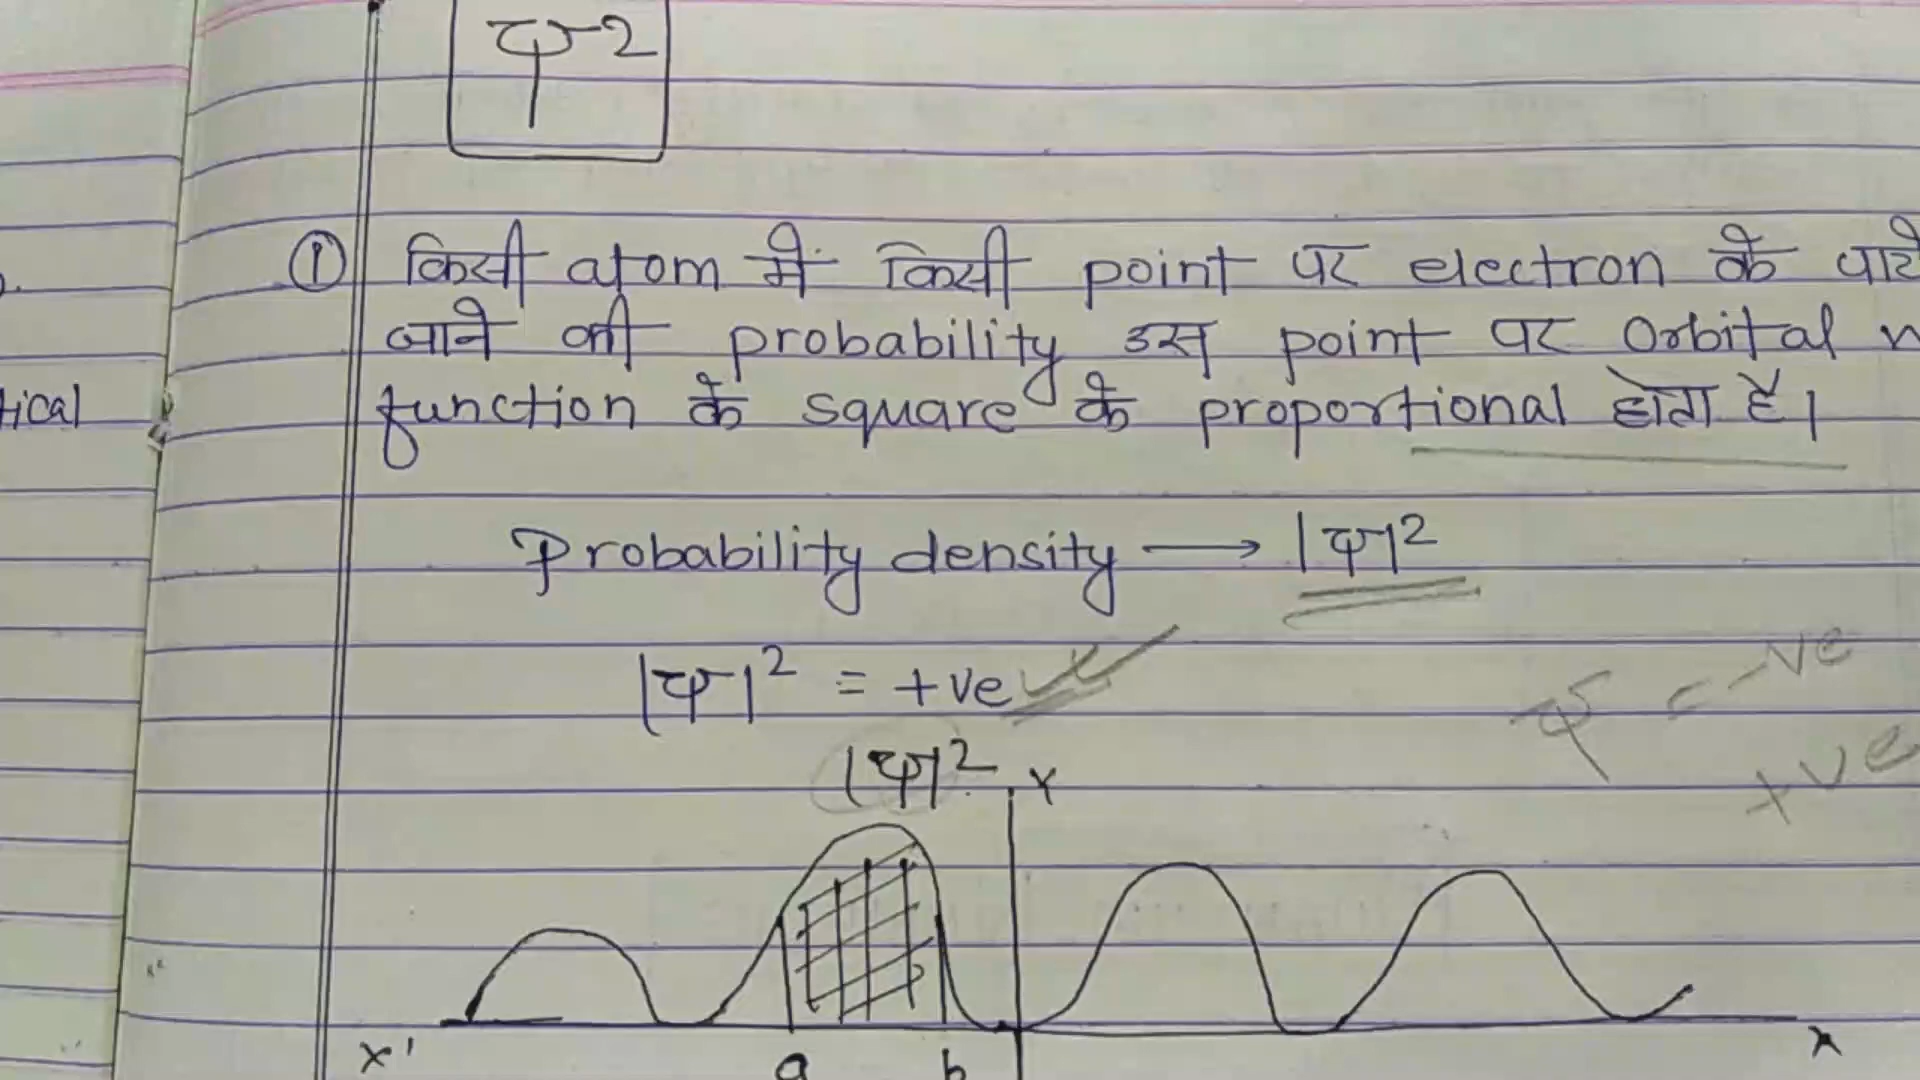 ψ2
① किसी atom में किसी point पर electron के पाये
जाने की probability उस point पर Orbital
function के square के proportional होता है।
tical
Probability density → |ψ|²
|ψ|² = +ve
ψ -ve
+ve
|ψ|² Y
X' a b X